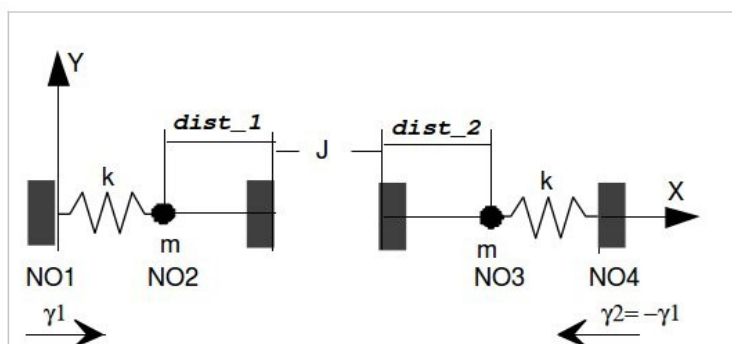 Y
dist_1
dist_2
J
k
k
X
m
m
NO1
NO2
NO3
NO4
γ1
γ2= −γ1